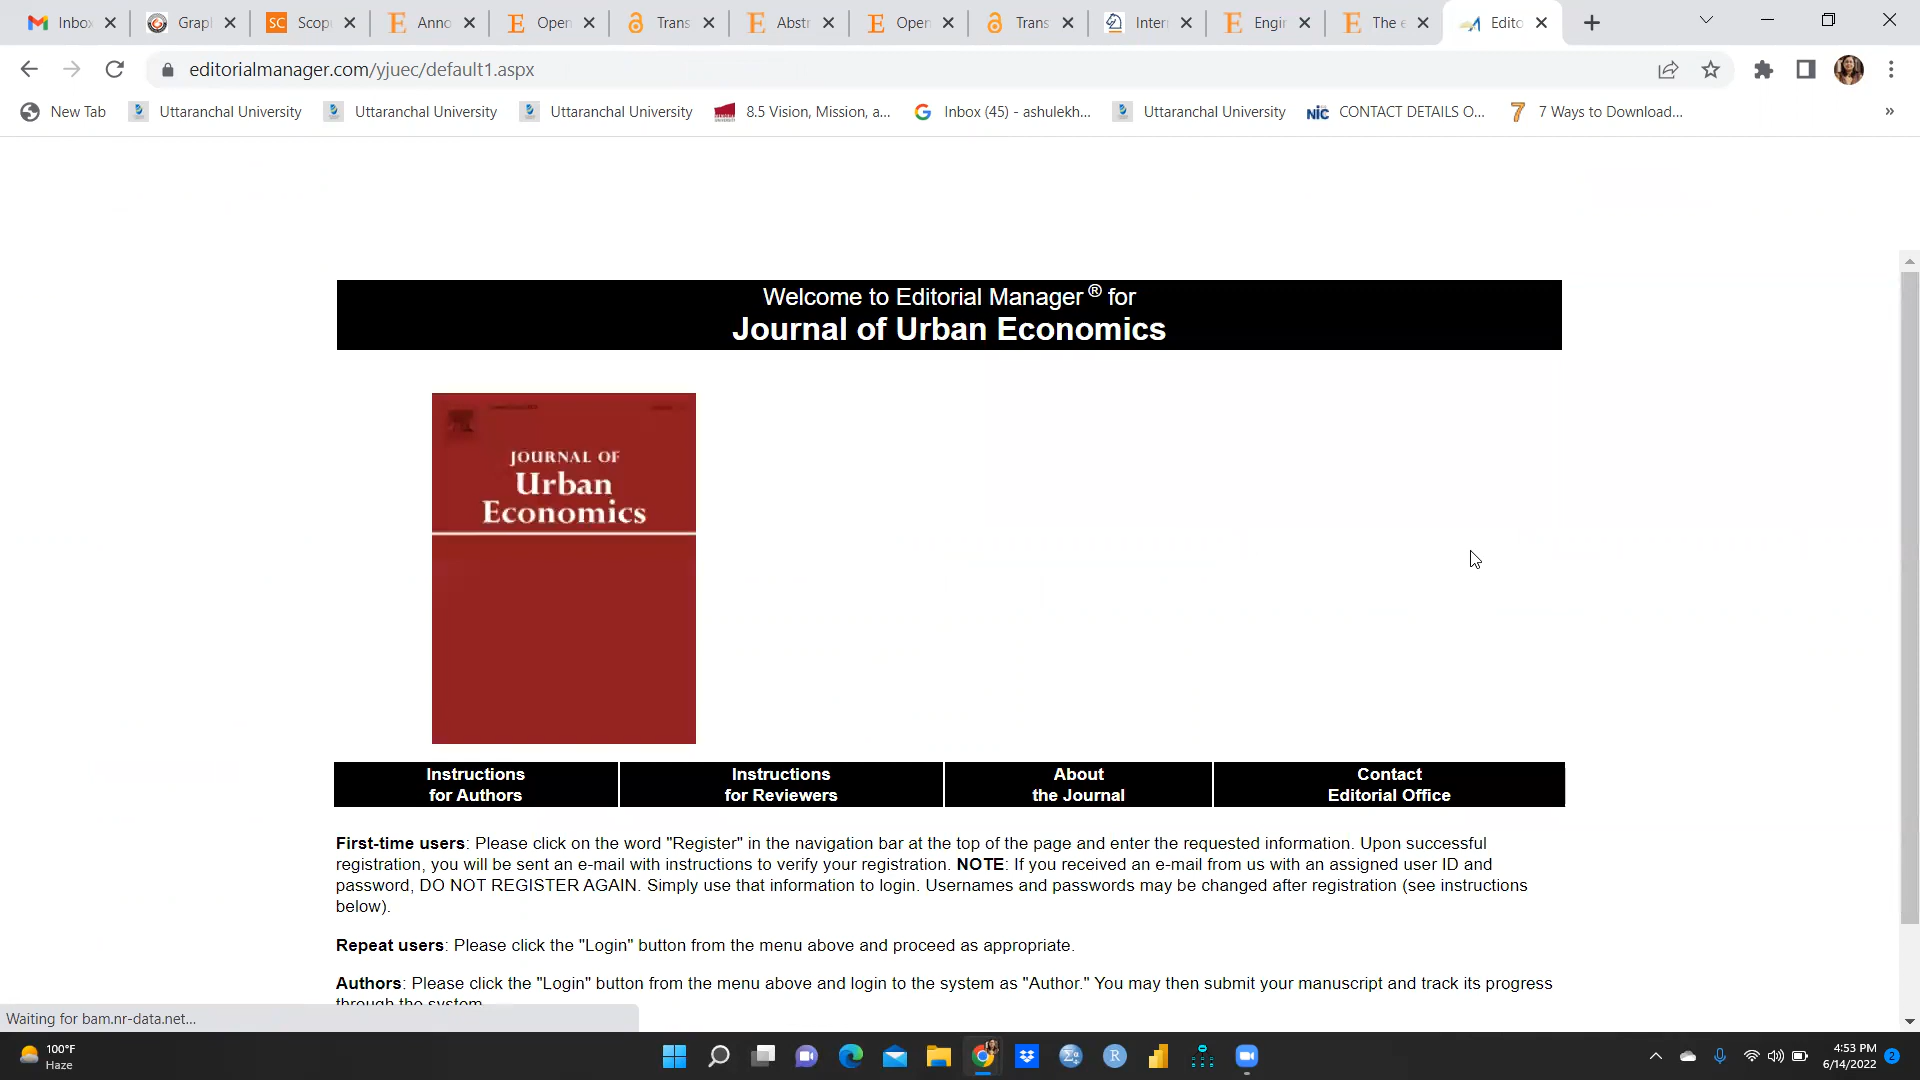 Inbox
Grapl
SC Scopu
E Anno
E Open
Trans
E Abstr
E Open
Trans
Inter
E Engir
E The e
Edito
editorialmanager.com/yjuec/default1.aspx
New Tab
Uttaranchal University
Uttaranchal University
Uttaranchal University
8.5 Vision, Mission, a...
Inbox (45) - ashulekh...
Uttaranchal University
NIC CONTACT DETAILS O...
7 Ways to Download...
»
Welcome to Editorial Manager® for
Journal of Urban Economics
JOURNAL OF
Urban
Economics
Instructions
for Authors
Instructions
for Reviewers
About
the Journal
Contact
Editorial Office
First-time users: Please click on the word "Register" in the navigation bar at the top of the page and enter the requested information. Upon successful
registration, you will be sent an e-mail with instructions to verify your registration. NOTE: If you received an e-mail from us with an assigned user ID and
password, DO NOT REGISTER AGAIN. Simply use that information to login. Usernames and passwords may be changed after registration (see instructions
below).
Repeat users: Please click the "Login" button from the menu above and proceed as appropriate.
Authors: Please click the "Login" button from the menu above and login to the system as "Author." You may then submit your manuscript and track its progress
through the system
Waiting for bam.nr-data.net...
100°F
Haze
4:53 PM
6/14/2022
2